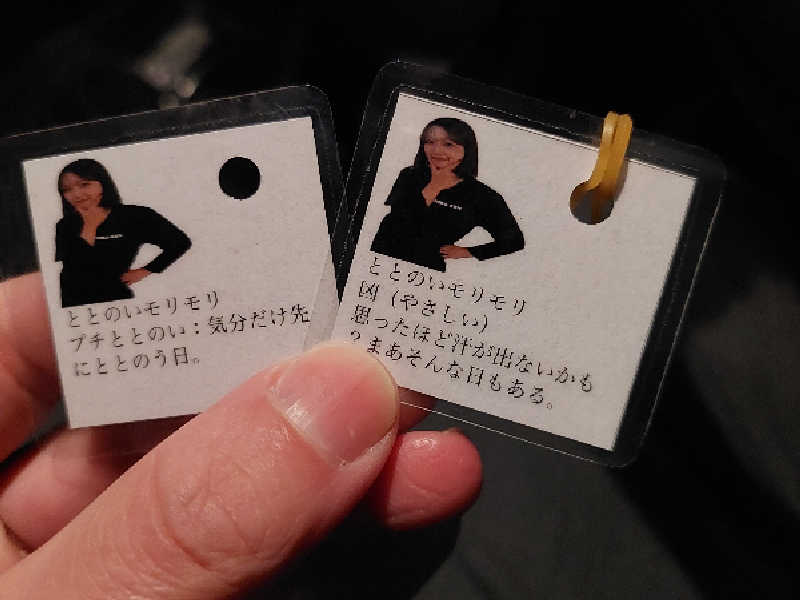 ととのいモリモリ
プチととのい：気分だけ先
にととのう日。
ととのいモリモリ
凶（やさしい）
思ったほど汗が出ないかも
？まあそんな日もある。